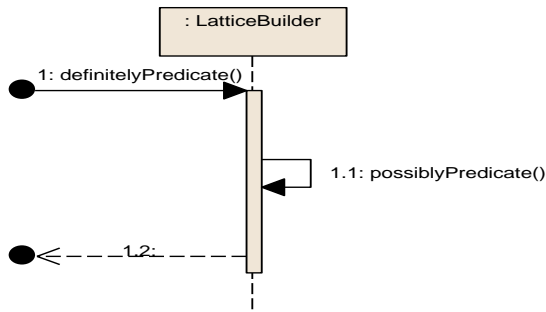 : LatticeBuilder
1: definitelyPredicate()
1.1: possiblyPredicate()
1.2: